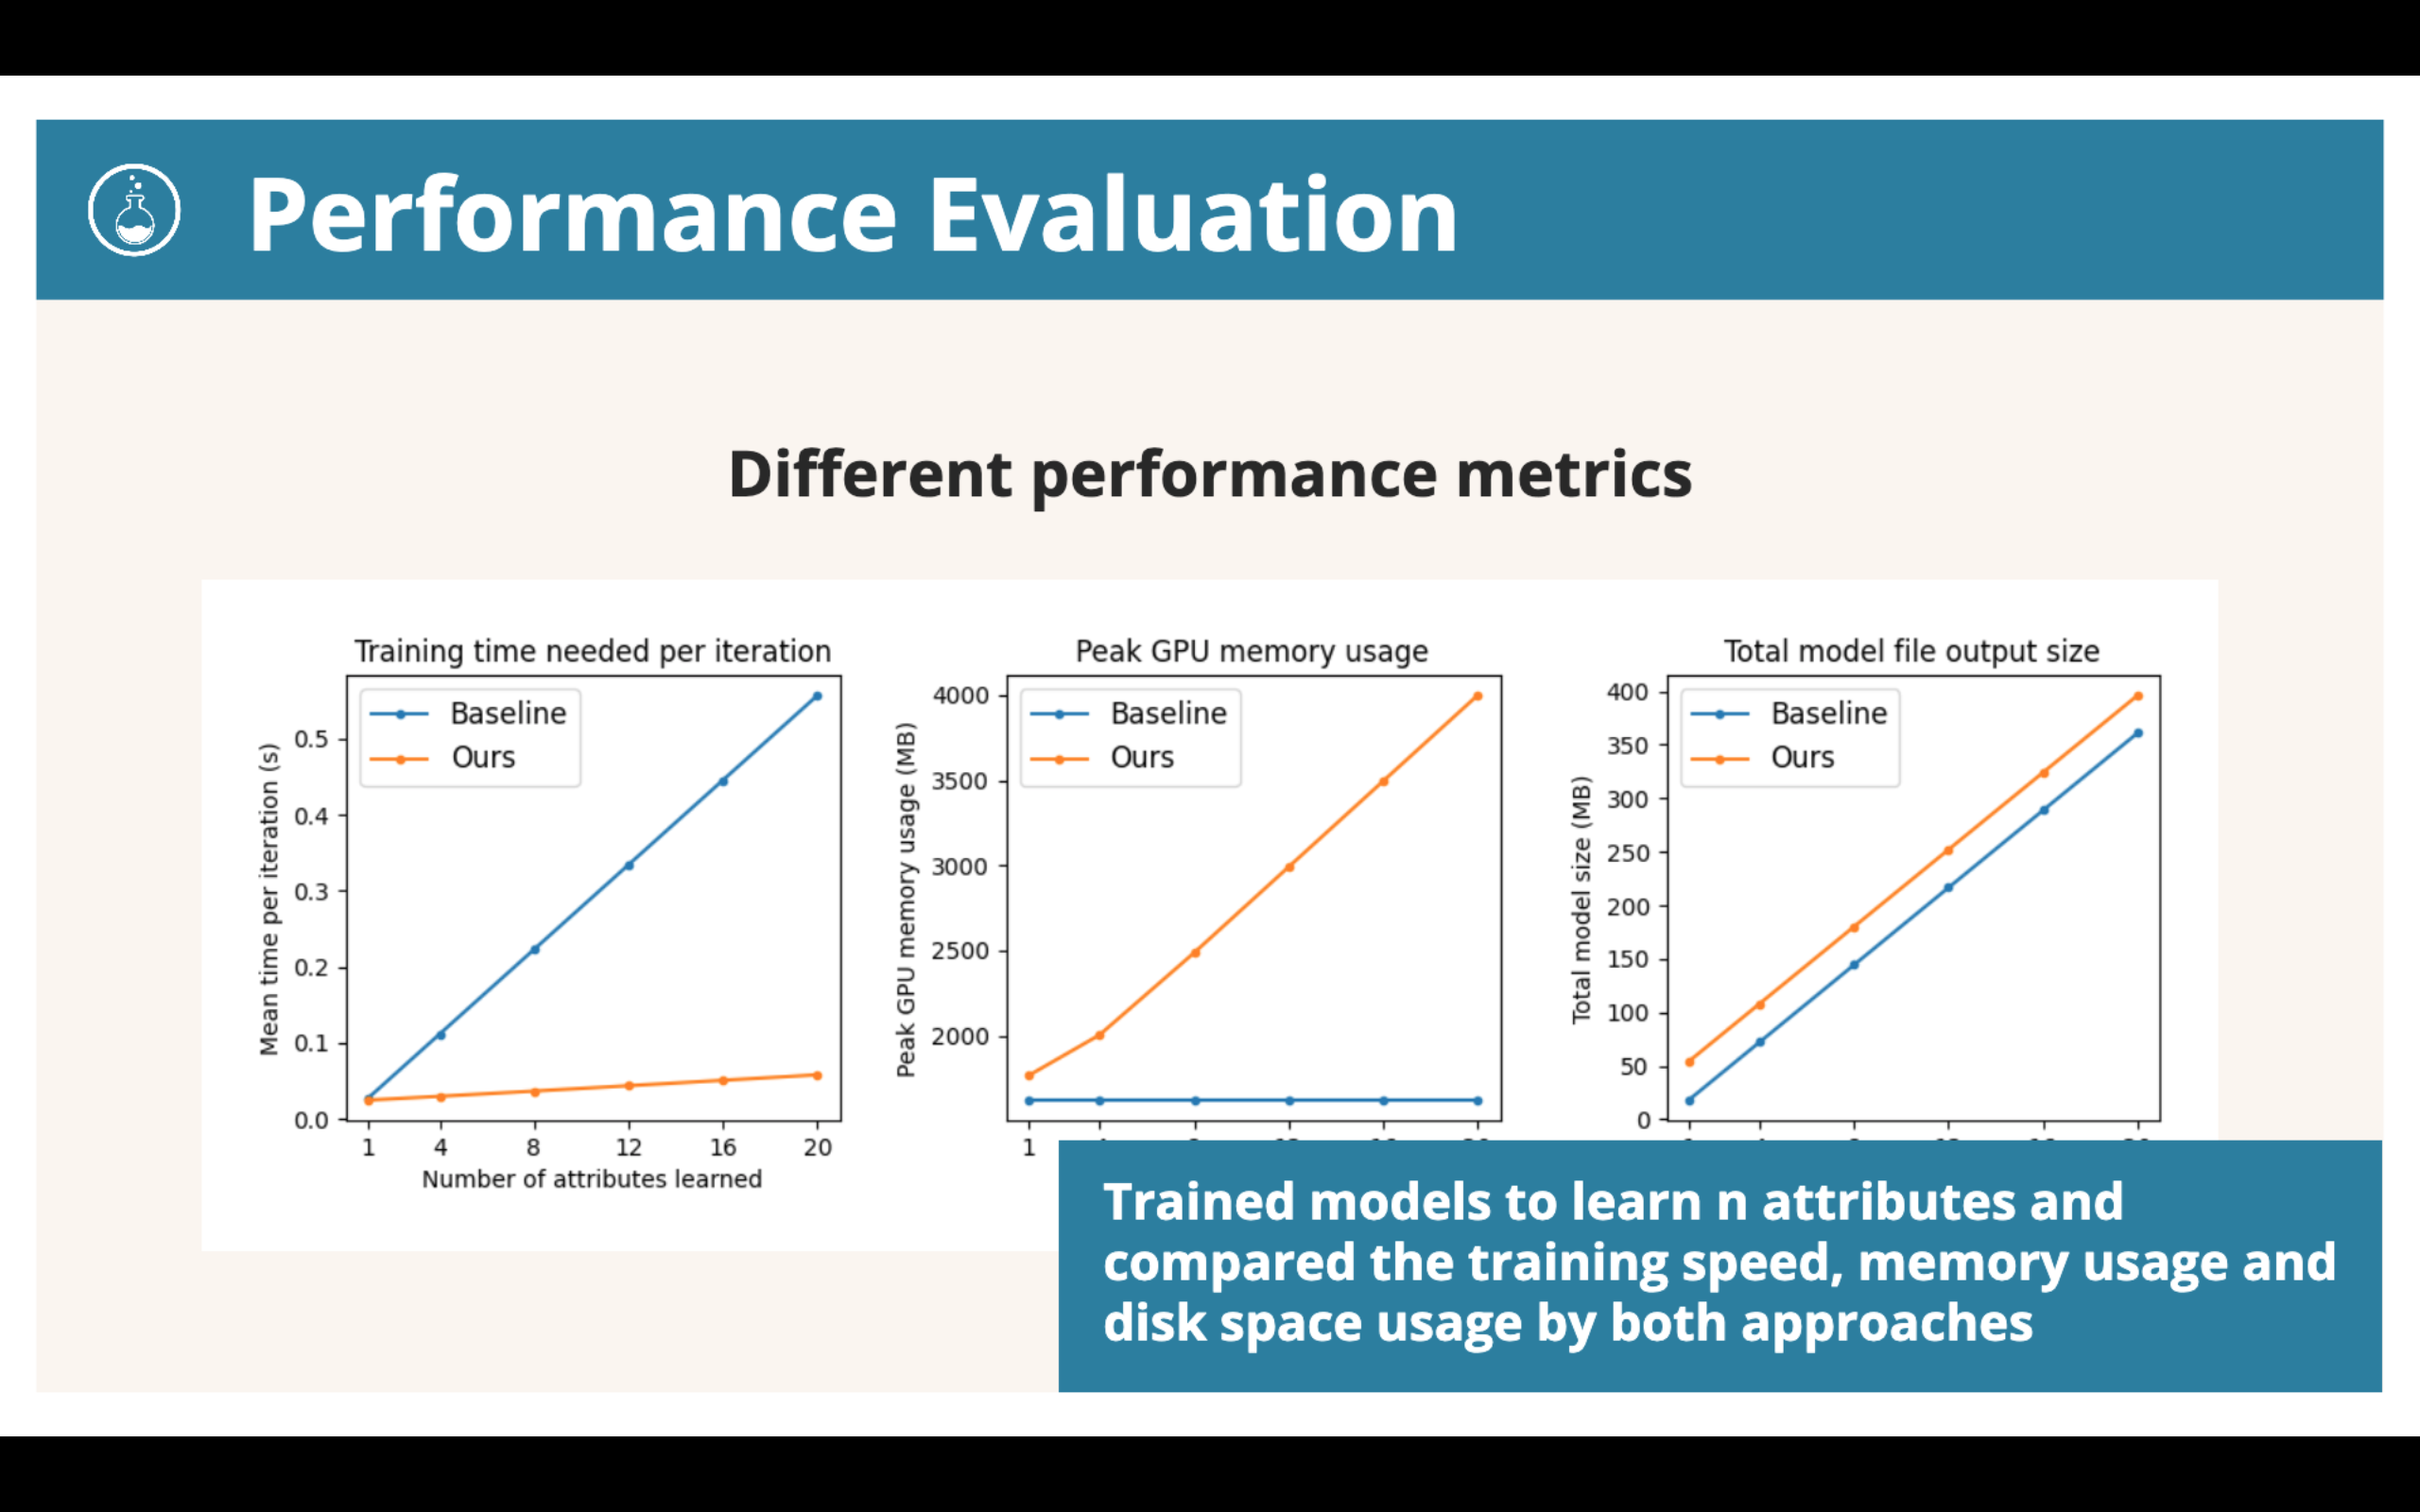 Performance Evaluation
Different performance metrics
Training time needed per iteration
Baseline
Ours
Mean time per iteration (s)
0.5
0.4
0.3
0.2
0.1
0.0
1 4 8 12 16 20
Number of attributes learned
Peak GPU memory usage
Baseline
Ours
Peak GPU memory usage (MB)
4000
3500
3000
2500
2000
1
Total model file output size
Baseline
Ours
Total model size (MB)
400
350
300
250
200
150
100
50
0
Trained models to learn n attributes and
compared the training speed, memory usage and
disk space usage by both approaches